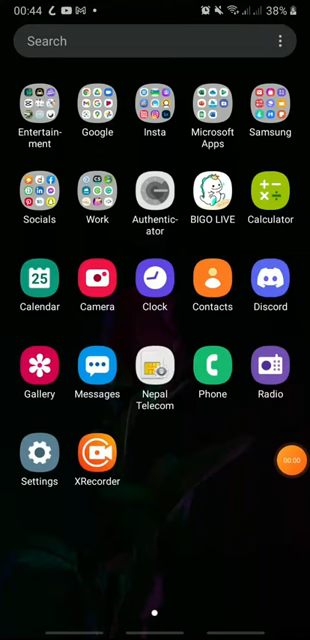 00:44
38%
Search
Entertain-
ment
Google
Insta
Microsoft
Apps
Samsung
Socials
Work
Authentic-
ator
BIGO LIVE
Calculator
25
Calendar
Camera
Clock
Contacts
Discord
Gallery
Messages
Nepal
Telecom
Phone
Radio
00:00
Settings
XRecorder